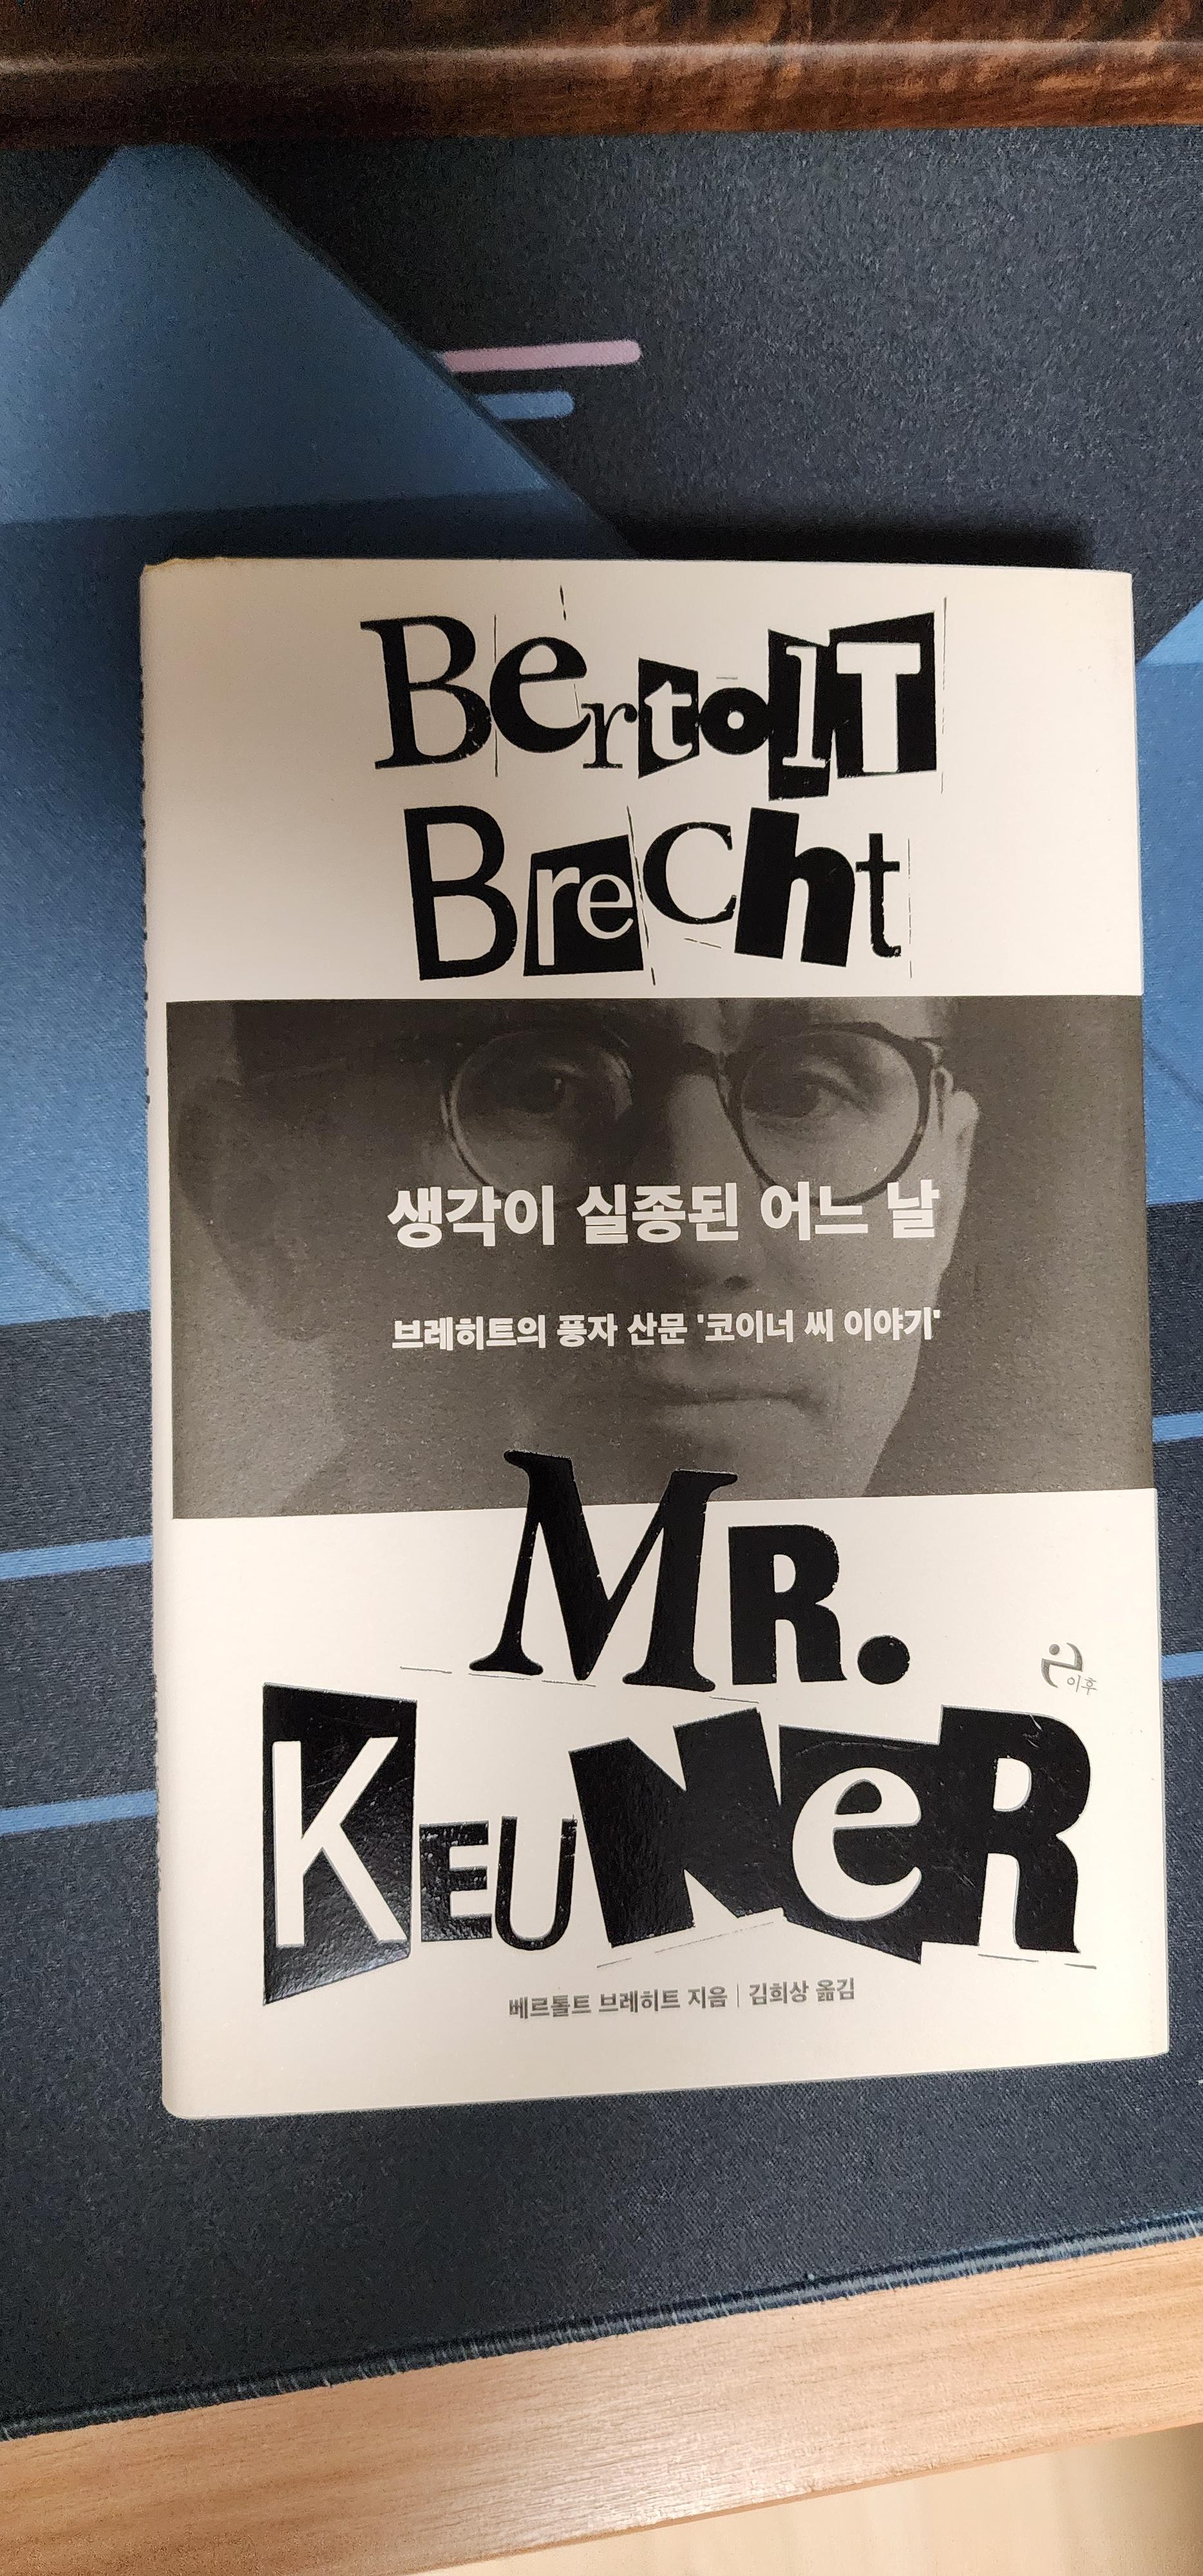 BertolT
Brecht
생각이 실종된 어느 날
브레히트의 풍자 산문 '코이너 씨 이야기'
MR.
이후
KEUNeR
베르톨트 브레히트 지음 | 김희상 옮김